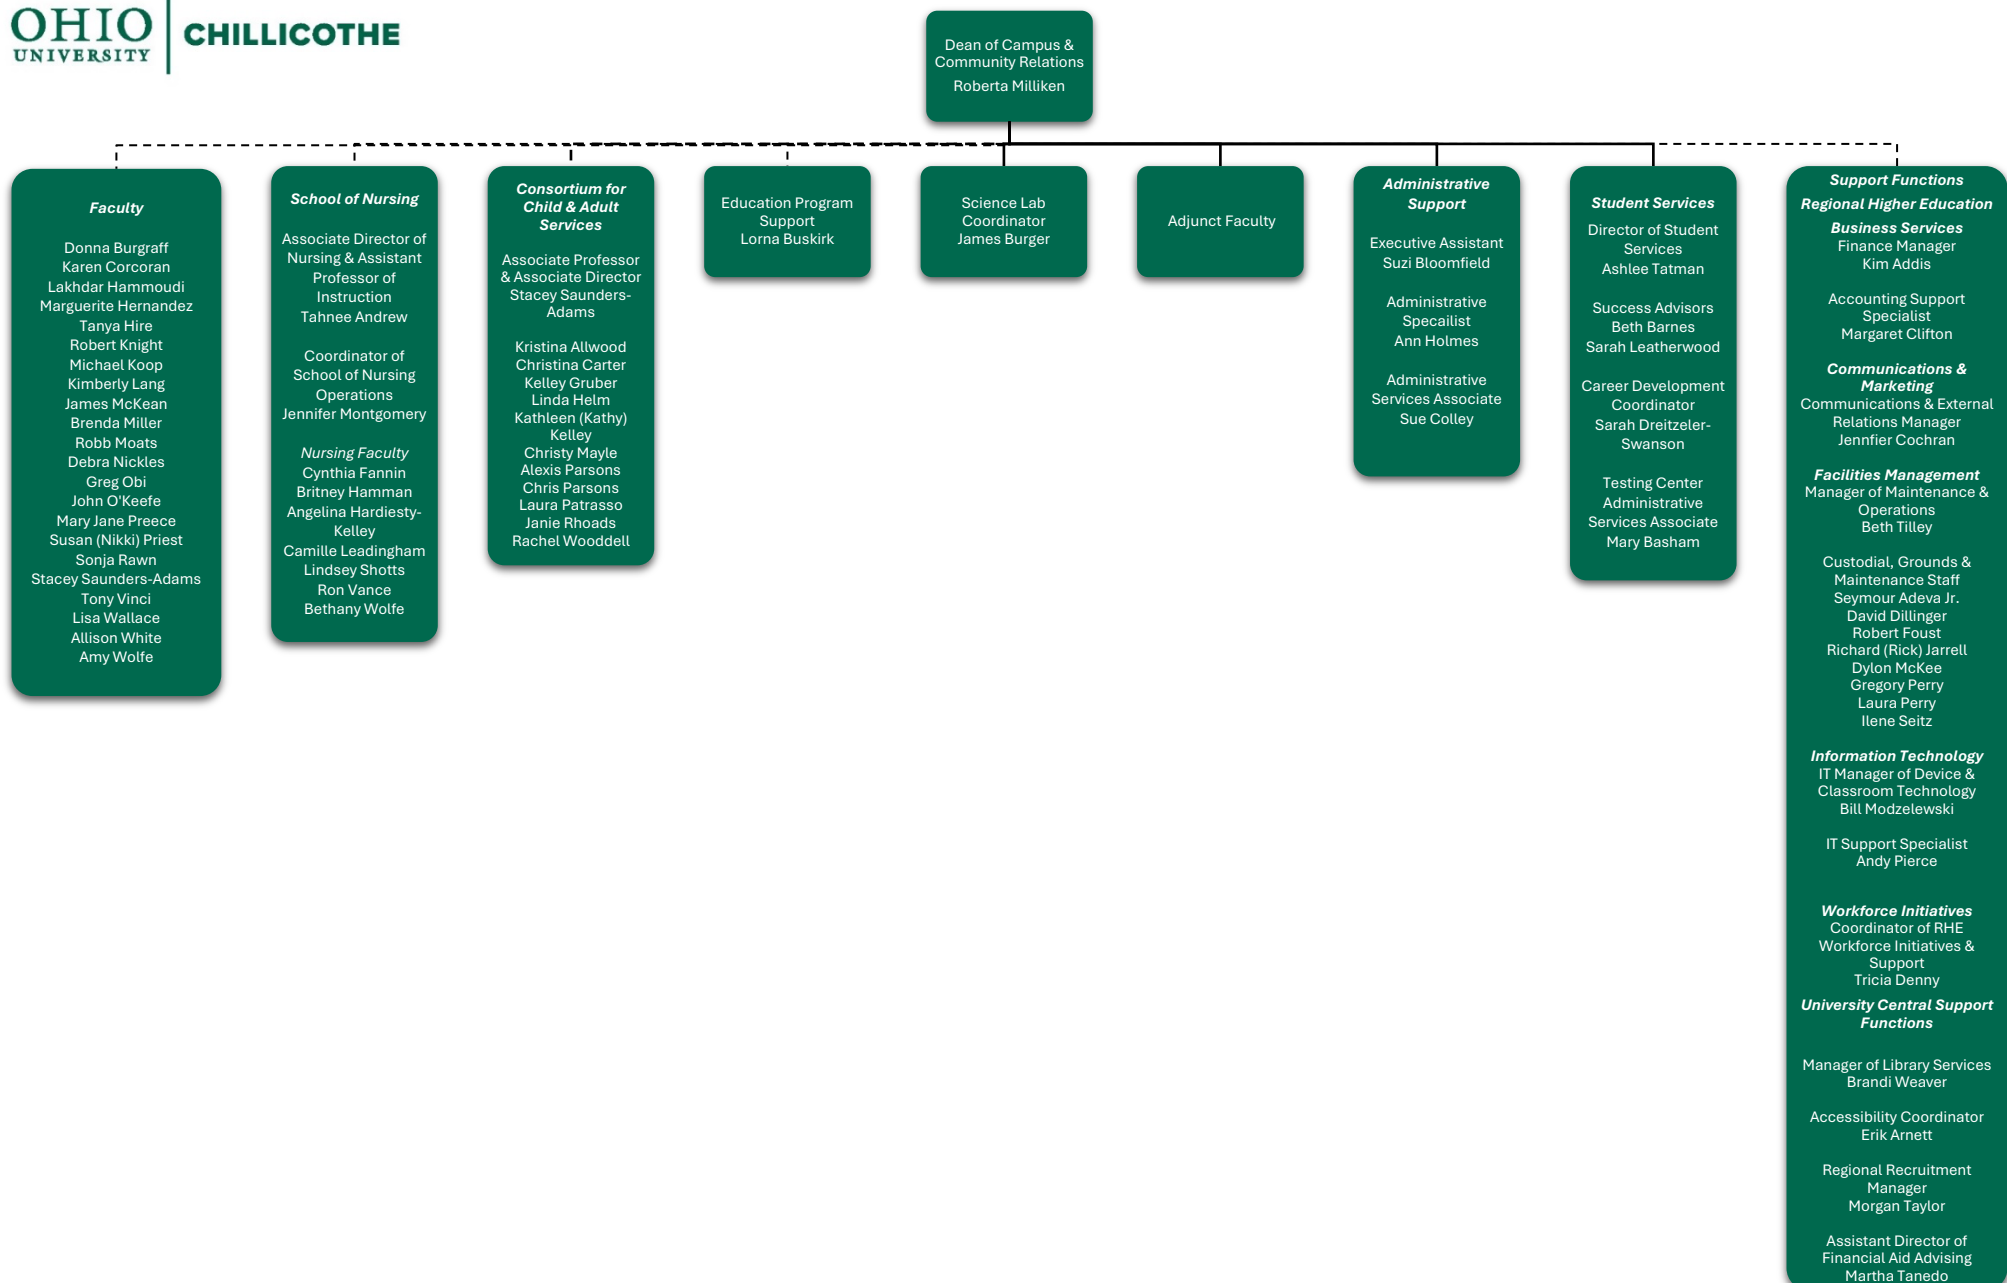 OHIO
UNIVERSITY
CHILLICOTHE
Dean of Campus &
Community Relations
Roberta Milliken
Faculty
Donna Burgraff
Karen Corcoran
Lakhdar Hammoudi
Marguerite Hernandez
Tanya Hire
Robert Knight
Michael Koop
Kimberly Lang
James McKean
Brenda Miller
Robb Moats
Debra Nickles
Greg Obi
John O'Keefe
Mary Jane Preece
Susan (Nikki) Priest
Sonja Rawn
Stacey Saunders-Adams
Tony Vinci
Lisa Wallace
Allison White
Amy Wolfe
School of Nursing
Associate Director of
Nursing & Assistant
Professor of
Instruction
Tahnee Andrew
Coordinator of
School of Nursing
Operations
Jennifer Montgomery
Nursing Faculty
Cynthia Fannin
Britney Hamman
Angelina Hardiesty-
Kelley
Camille Leadingham
Lindsey Shotts
Ron Vance
Bethany Wolfe
Consortium for
Child & Adult
Services
Associate Professor
& Associate Director
Stacey Saunders-
Adams
Kristina Allwood
Christina Carter
Kelley Gruber
Linda Helm
Kathleen (Kathy)
Kelley
Christy Mayle
Alexis Parsons
Chris Parsons
Laura Patrasso
Janie Rhoads
Rachel Wooddell
Education Program
Support
Lorna Buskirk
Science Lab
Coordinator
James Burger
Adjunct Faculty
Administrative
Support
Executive Assistant
Suzi Bloomfield
Administrative
Specailist
Ann Holmes
Administrative
Services Associate
Sue Colley
Student Services
Director of Student
Services
Ashlee Tatman
Success Advisors
Beth Barnes
Sarah Leatherwood
Career Development
Coordinator
Sarah Dreitzeler-
Swanson
Testing Center
Administrative
Services Associate
Mary Basham
Support Functions
Regional Higher Education
Business Services
Finance Manager
Kim Addis
Accounting Support
Specialist
Margaret Clifton
Communications &
Marketing
Communications & External
Relations Manager
Jennfier Cochran
Facilities Management
Manager of Maintenance &
Operations
Beth Tilley
Custodial, Grounds &
Maintenance Staff
Seymour Adeva Jr.
David Dillinger
Robert Foust
Richard (Rick) Jarrell
Dylon McKee
Gregory Perry
Laura Perry
Ilene Seitz
Information Technology
IT Manager of Device &
Classroom Technology
Bill Modzelewski
IT Support Specialist
Andy Pierce
Workforce Initiatives
Coordinator of RHE
Workforce Initiatives &
Support
Tricia Denny
University Central Support
Functions
Manager of Library Services
Brandi Weaver
Accessibility Coordinator
Erik Arnett
Regional Recruitment
Manager
Morgan Taylor
Assistant Director of
Financial Aid Advising
Martha Tanedo